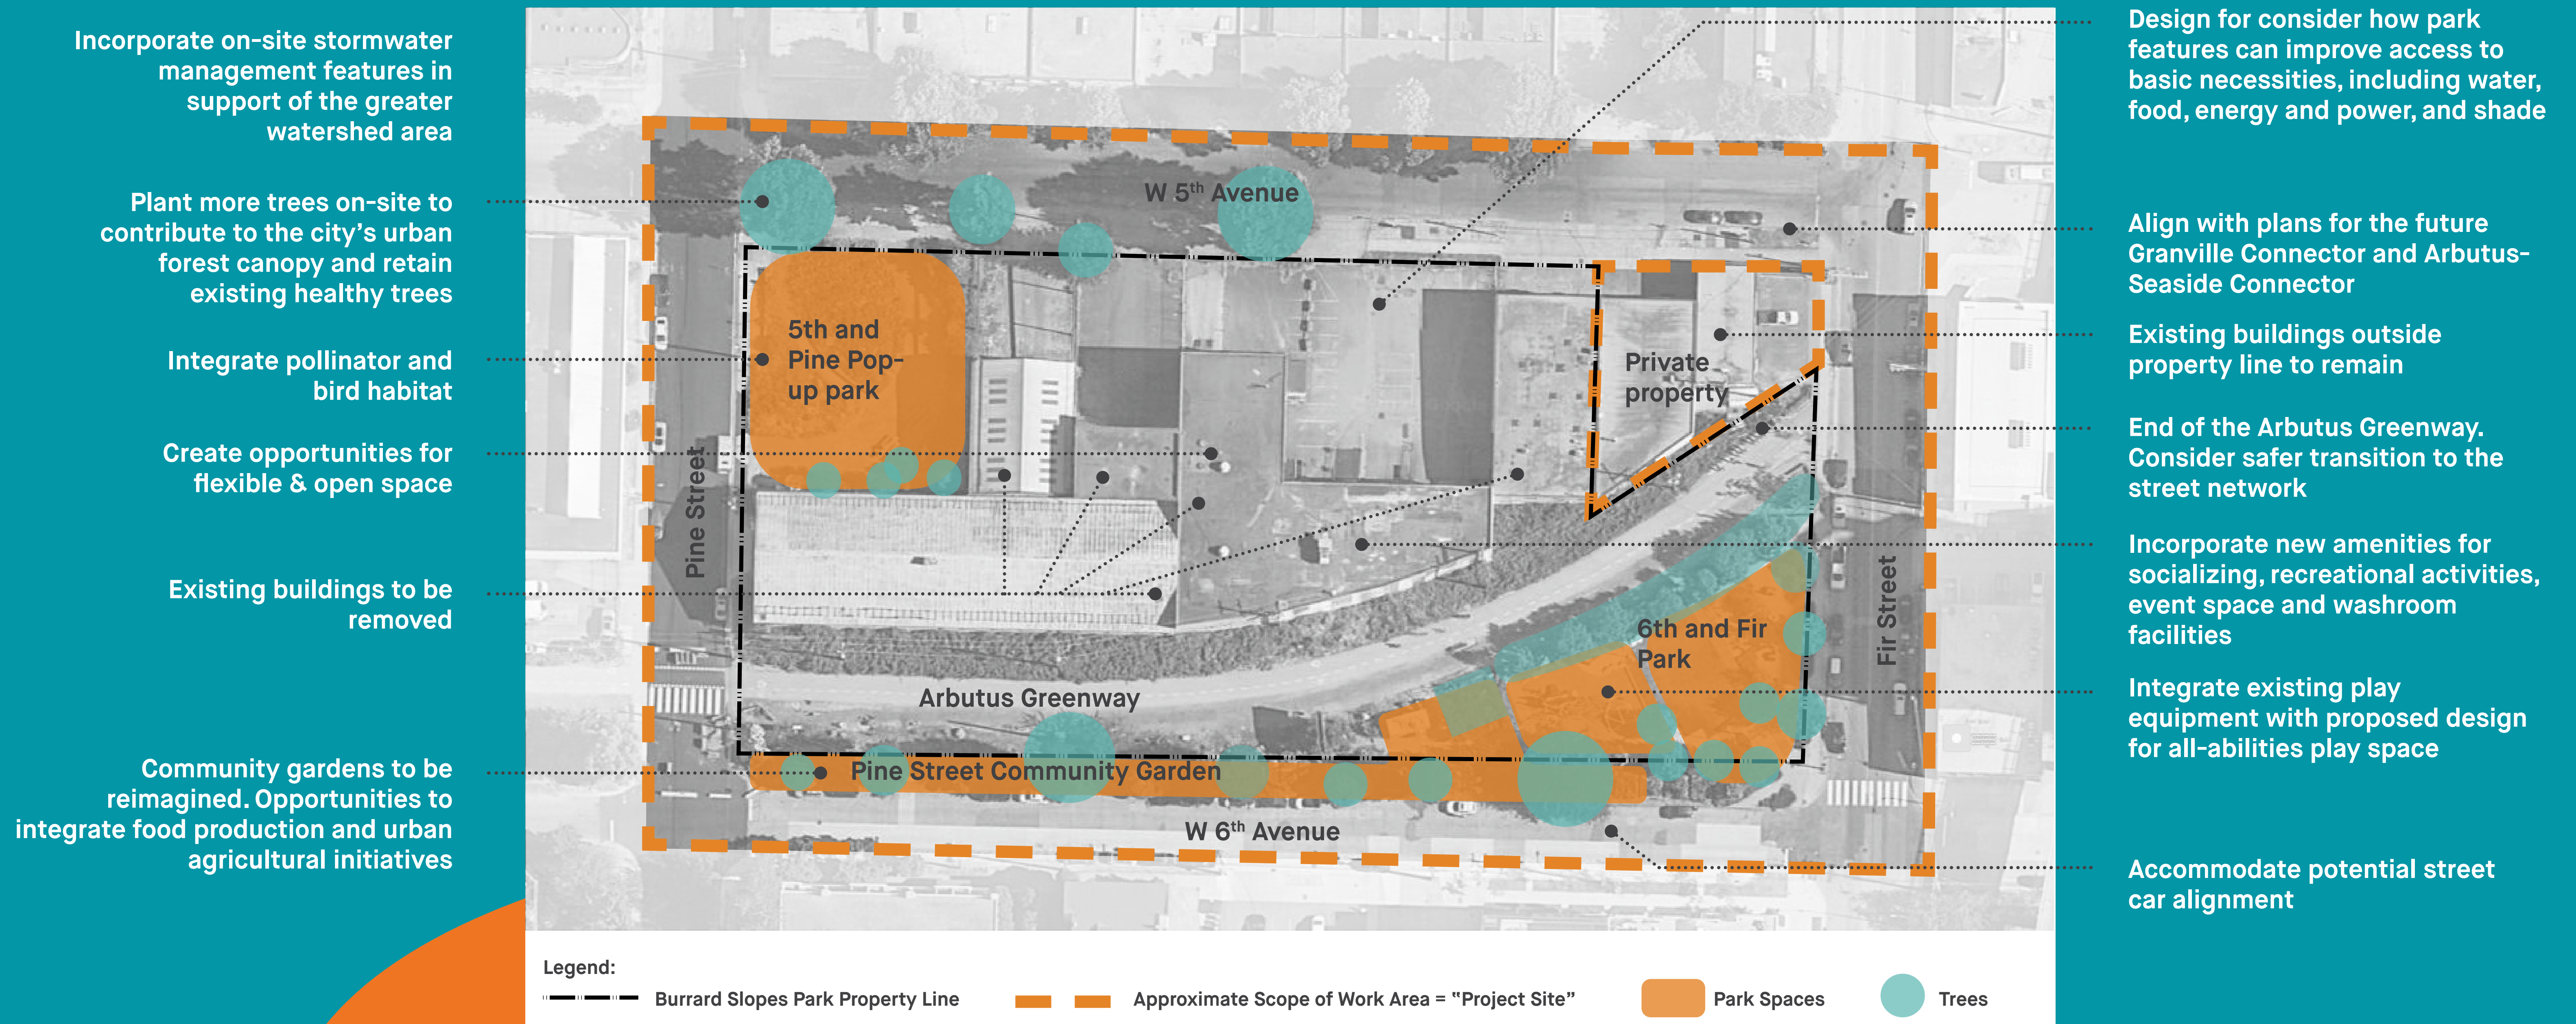 Incorporate on-site stormwater
management features in
support of the greater
watershed area
Plant more trees on-site to
contribute to the city's urban
forest canopy and retain
existing healthy trees
Integrate pollinator and
bird habitat
Create opportunities for
flexible & open space
Existing buildings to be
removed
Community gardens to be
reimagined. Opportunities to
integrate food production and urban
agricultural initiatives
W 5th Avenue
5th and
Pine Pop-
up park
Private
property
Pine Street
6th and Fir
Park
Fir Street
Arbutus Greenway
Pine Street Community Garden
W 6th Avenue
Design for consider how park
features can improve access to
basic necessities, including water,
food, energy and power, and shade
Align with plans for the future
Granville Connector and Arbutus-
Seaside Connector
Existing buildings outside
property line to remain
End of the Arbutus Greenway.
Consider safer transition to the
street network
Incorporate new amenities for
socializing, recreational activities,
event space and washroom
facilities
Integrate existing play
equipment with proposed design
for all-abilities play space
Accommodate potential street
car alignment
Legend:
Burrard Slopes Park Property Line
Approximate Scope of Work Area = "Project Site"
Park Spaces
Trees